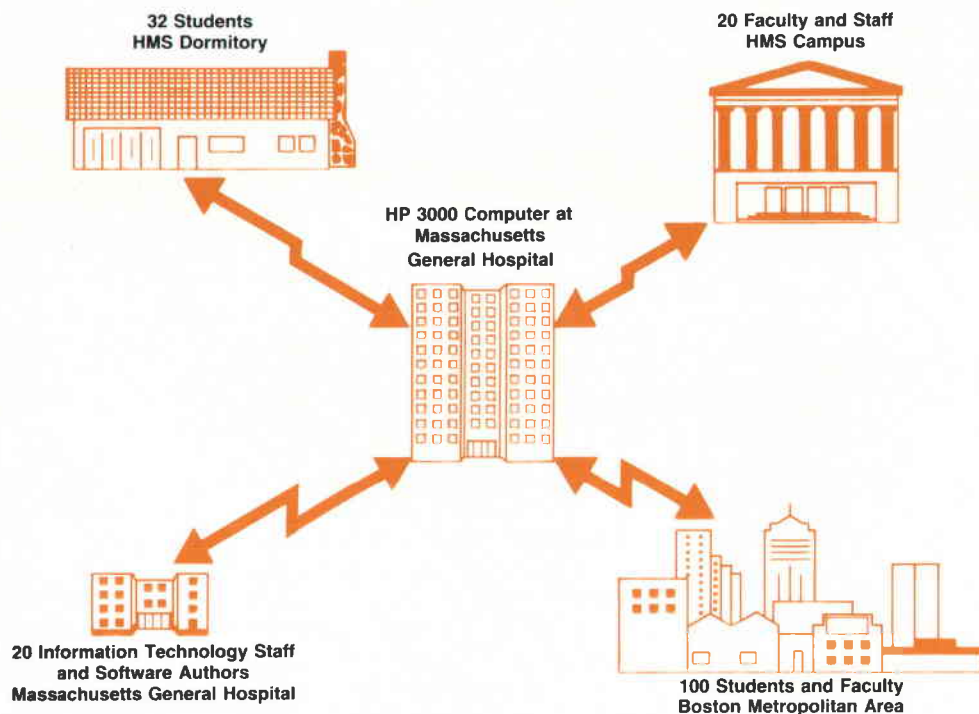 32 Students
HMS Dormitory
20 Faculty and Staff
HMS Campus
HP 3000 Computer at
Massachusetts
General Hospital
20 Information Technology Staff
and Software Authors
Massachusetts General Hospital
100 Students and Faculty
Boston Metropolitan Area